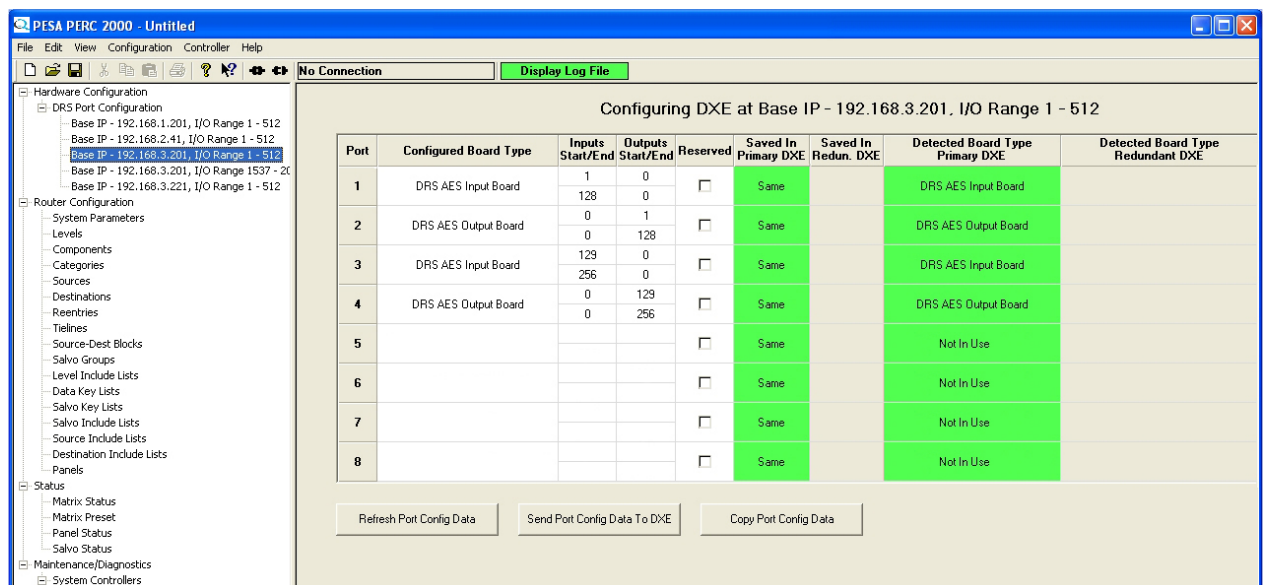 PESA PERC 2000 - Untitled
File Edit View Configuration Controller Help
No Connection
Display Log File
Hardware Configuration
DRS Port Configuration
Base IP - 192.168.1.201, I/O Range 1 - 512
Base IP - 192.168.2.41, I/O Range 1 - 512
Base IP - 192.168.3.201, I/O Range 1 - 512
Base IP - 192.168.3.201, I/O Range 1537 - 20
Base IP - 192.168.3.221, I/O Range 1 - 512
Router Configuration
System Parameters
Levels
Components
Categories
Sources
Destinations
Reentries
Tielines
Source-Dest Blocks
Salvo Groups
Level Include Lists
Data Key Lists
Salvo Key Lists
Salvo Include Lists
Source Include Lists
Destination Include Lists
Panels
Status
Matrix Status
Matrix Preset
Panel Status
Salvo Status
Maintenance/Diagnostics
System Controllers
Configuring DXE at Base IP - 192.168.3.201, I/O Range 1 - 512
Port Configured Board Type Inputs Start/End Outputs Start/End Reserved Saved In Primary DXE Saved In Redun. DXE Detected Board Type Primary DXE Detected Board Type Redundant DXE
1 DRS AES Input Board 1 0 Same DRS AES Input Board
128 0
2 DRS AES Output Board 0 1 Same DRS AES Output Board
0 128
3 DRS AES Input Board 129 0 Same DRS AES Input Board
256 0
4 DRS AES Output Board 0 129 Same DRS AES Output Board
0 256
5 Same Not In Use
6 Same Not In Use
7 Same Not In Use
8 Same Not In Use
Refresh Port Config Data Send Port Config Data To DXE Copy Port Config Data